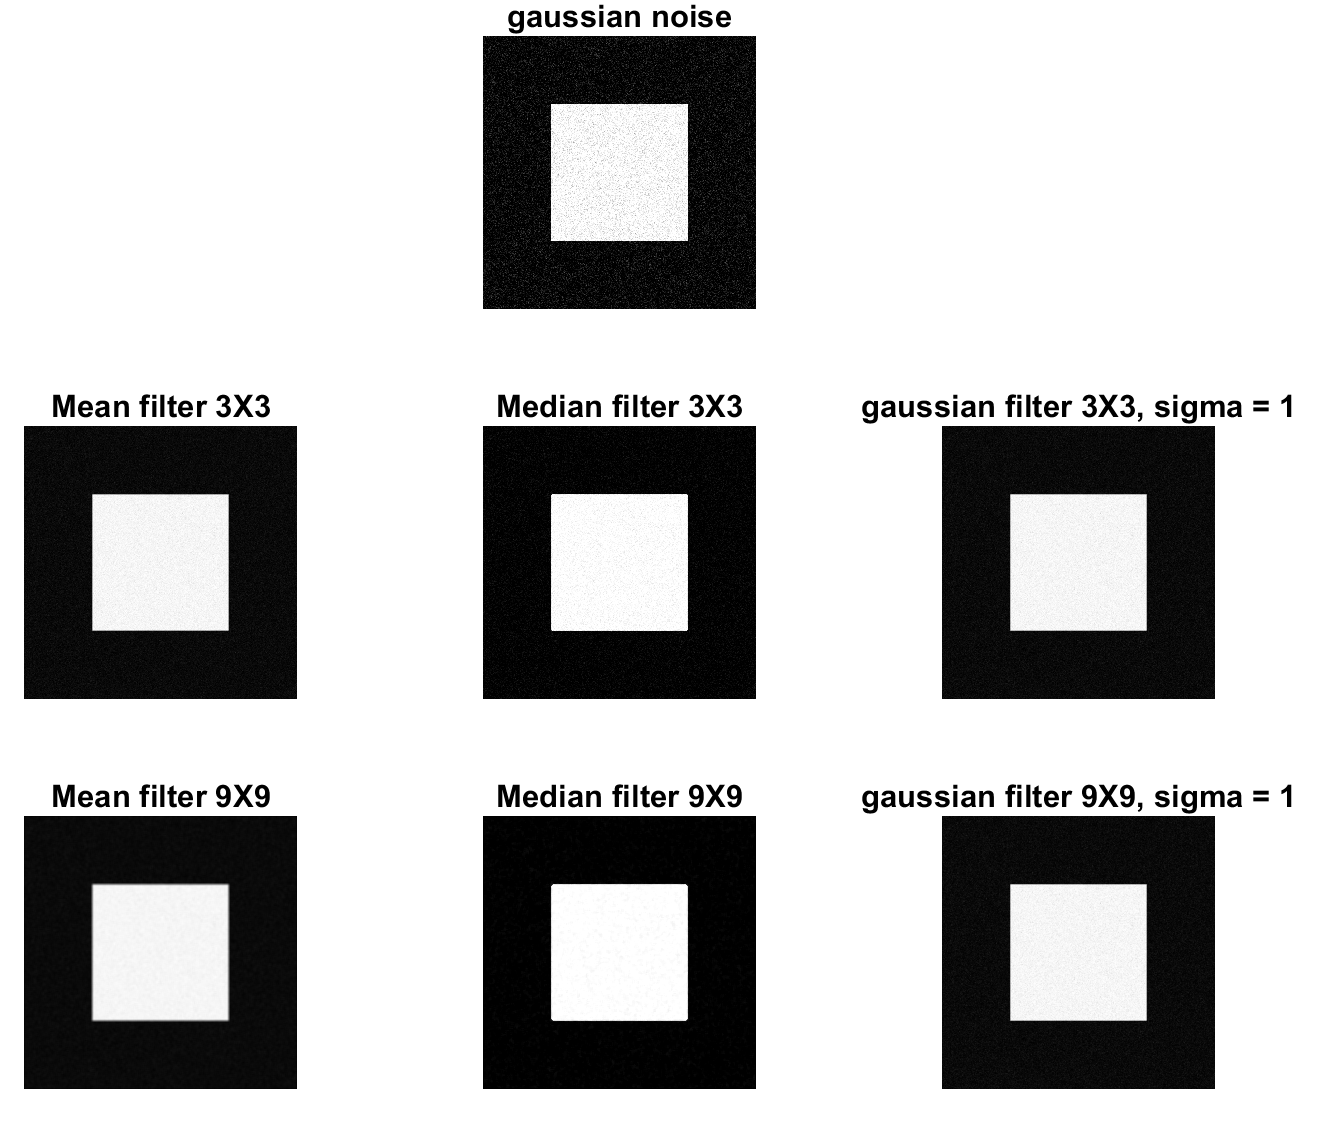 gaussian noise
Mean filter 3X3
Median filter 3X3
gaussian filter 3X3, sigma = 1
Mean filter 9X9
Median filter 9X9
gaussian filter 9X9, sigma = 1